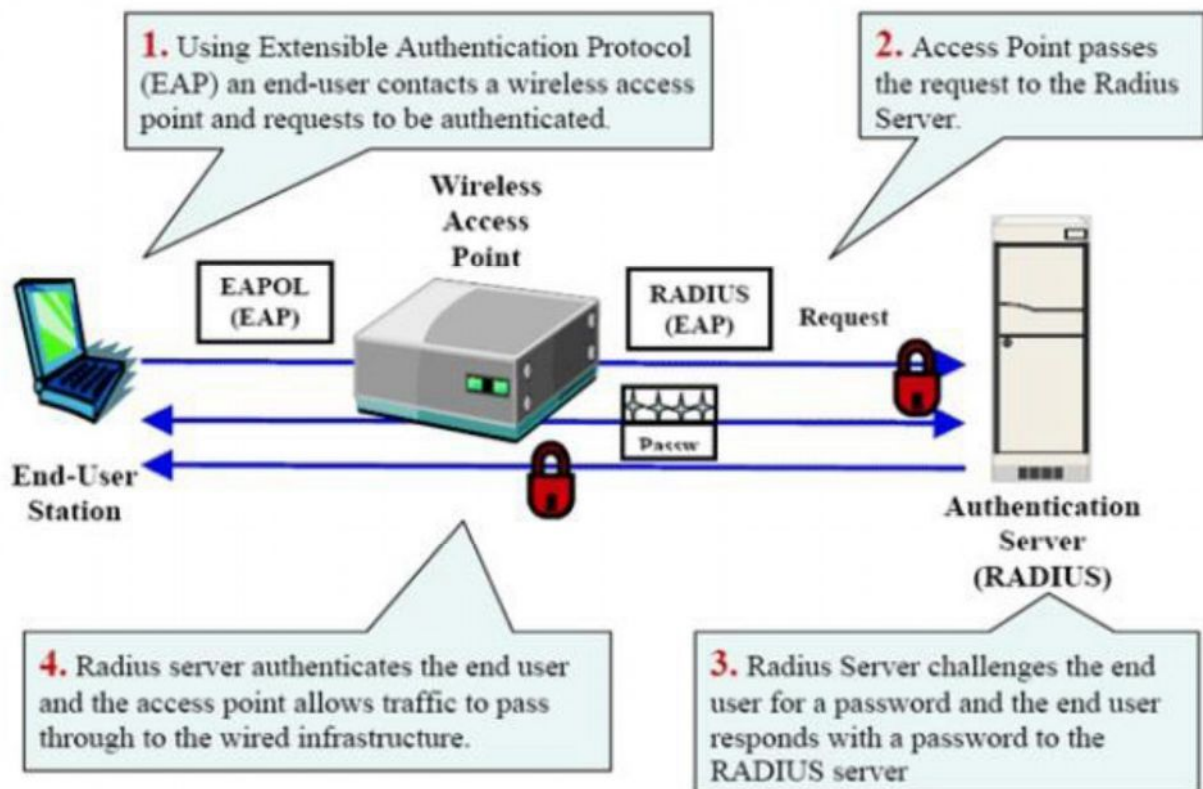 1. Using Extensible Authentication Protocol
(EAP) an end-user contacts a wireless access
point and requests to be authenticated.
2. Access Point passes
the request to the Radius
Server.
Wireless
Access
Point
EAPOL
(EAP)
RADIUS
(EAP)
Request
Passw
End-User
Station
Authentication
Server
(RADIUS)
4. Radius server authenticates the end user
and the access point allows traffic to pass
through to the wired infrastructure.
3. Radius Server challenges the end
user for a password and the end user
responds with a password to the
RADIUS server